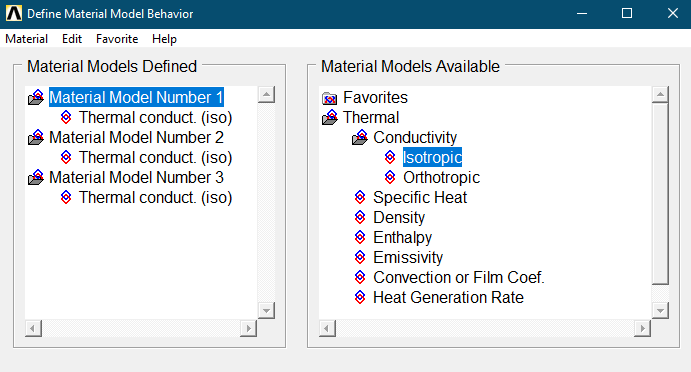 Define Material Model Behavior
Material Edit Favorite Help
Material Models Defined
Material Model Number 1
Thermal conduct. (iso)
Material Model Number 2
Thermal conduct. (iso)
Material Model Number 3
Thermal conduct. (iso)
Material Models Available
Favorites
Thermal
Conductivity
Isotropic
Orthotropic
Specific Heat
Density
Enthalpy
Emissivity
Convection or Film Coef.
Heat Generation Rate